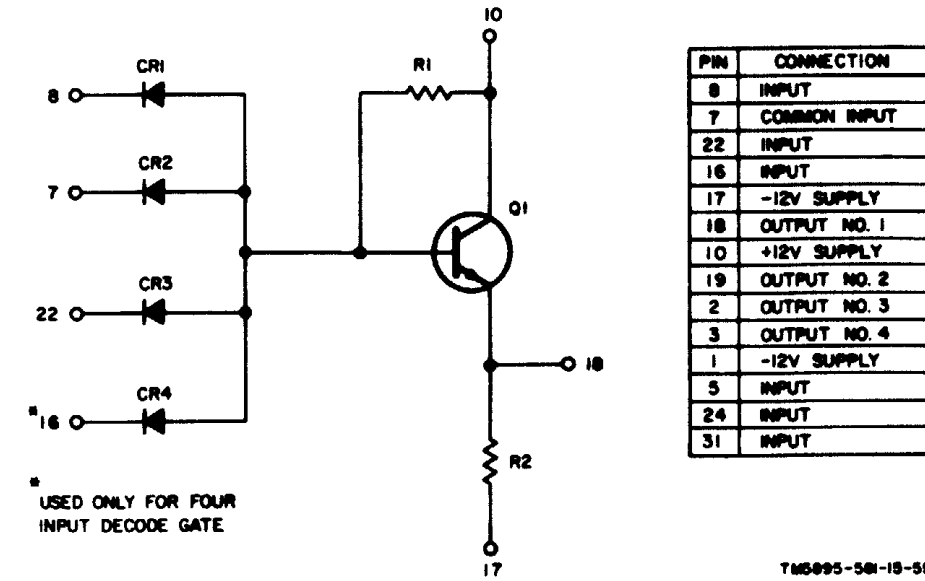 10
CR1
R1
8
CR2
7
Q1
CR3
22
18
CR4
*16
R2
*
USED ONLY FOR FOUR
INPUT DECODE GATE
17
PIN CONNECTION
8 INPUT
7 COMMON INPUT
22 INPUT
16 INPUT
17 -12V SUPPLY
18 OUTPUT NO. 1
10 +12V SUPPLY
19 OUTPUT NO. 2
2 OUTPUT NO. 3
3 OUTPUT NO. 4
1 -12V SUPPLY
5 INPUT
24 INPUT
31 INPUT